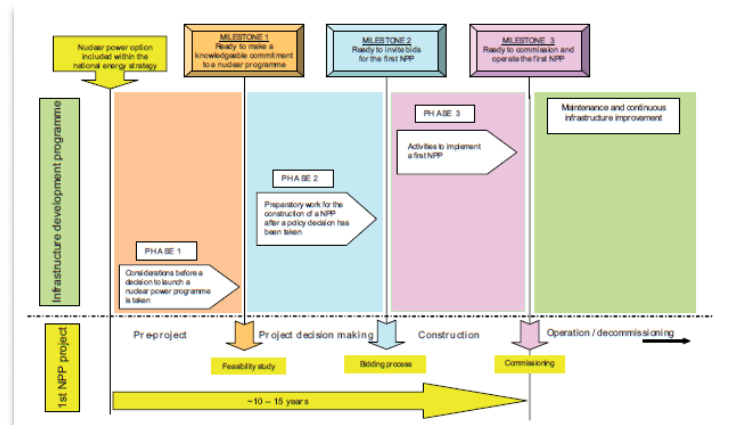 Nuclear power option
included within the
national energy strategy
MILESTONE 1
Ready to make a
knowledgeable commitment
to a nuclear programme
MILESTONE 2
Ready to invite bids
for the first NPP
MILESTONE 3
Ready to commission and
operate the first NPP
Infrastructure development programme
PHASE 1
Considerations before a
decision to launch a
nuclear power programme
is taken
PHASE 2
Preparatory work for the
construction of a NPP
after a policy decision has
been taken
PHASE 3
Activities to implement
a first NPP
Maintenance and continuous
infrastructure improvement
1st NPP project
Pre-project
Project decision making
Construction
Operation / decommissioning
Feasibility study
Bidding process
Commissioning
~10 – 15 years